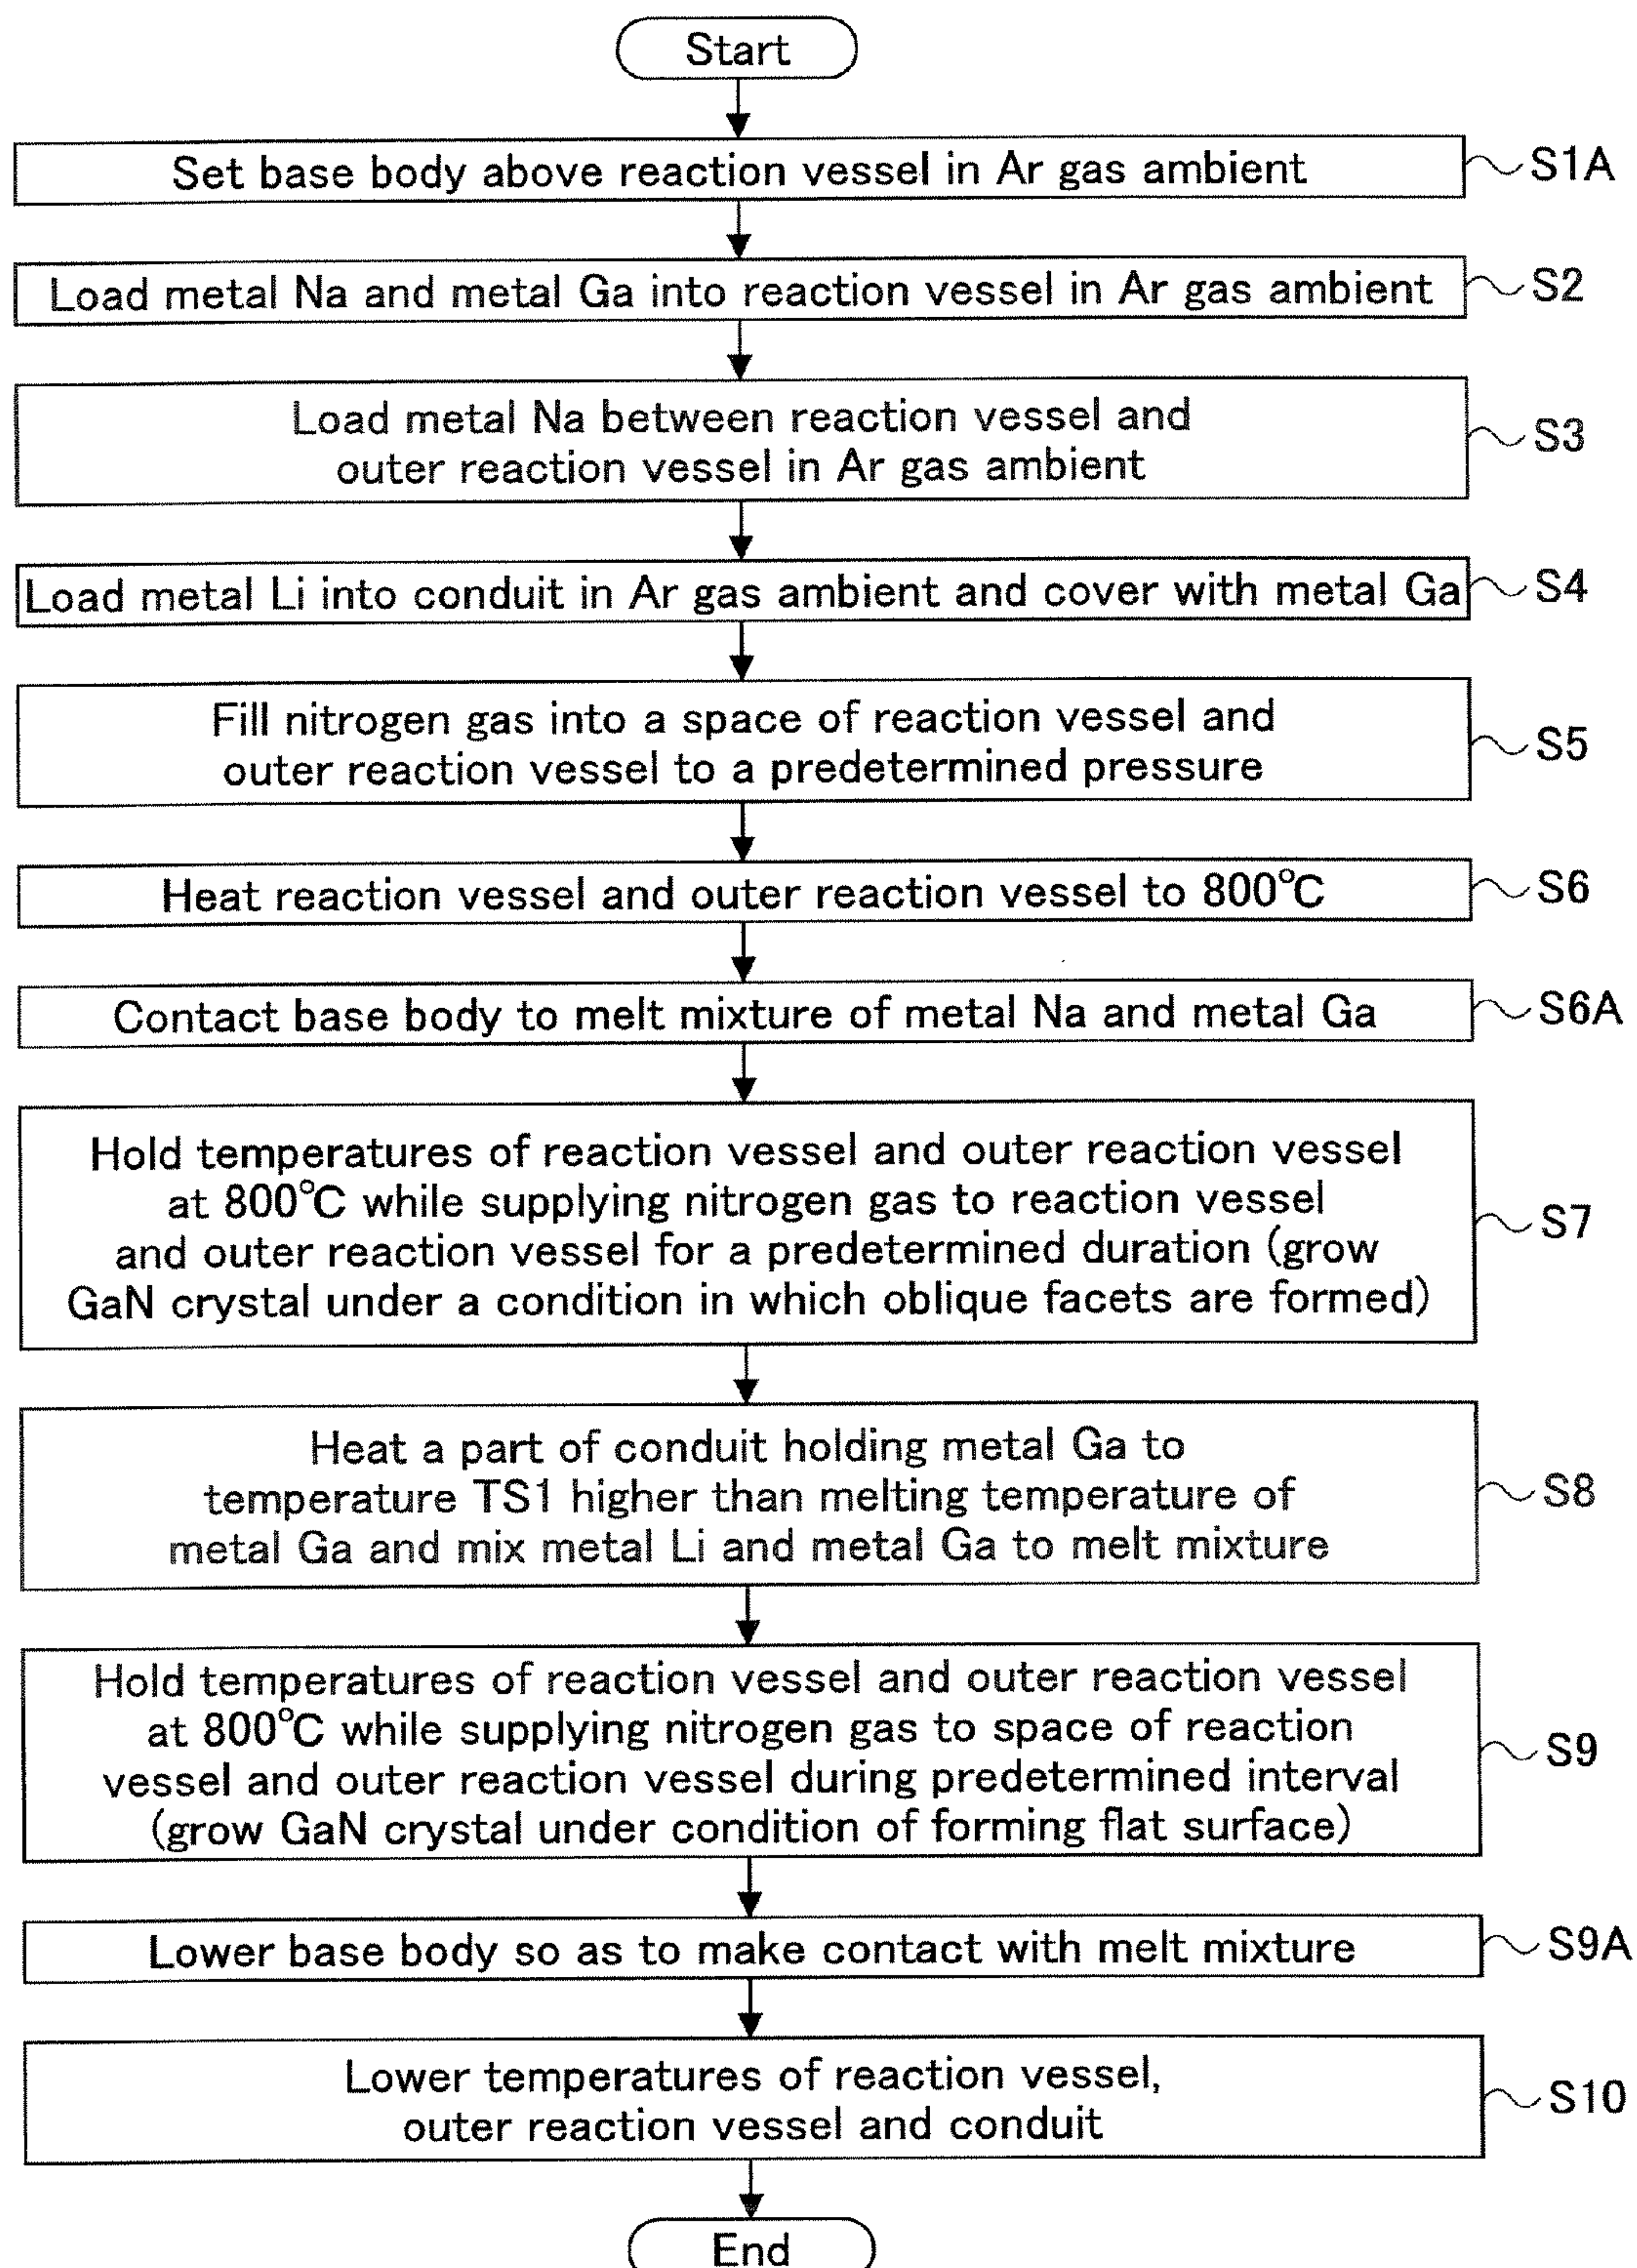 Start
Set base body above reaction vessel in Ar gas ambient
S1A
Load metal Na and metal Ga into reaction vessel in Ar gas ambient
S2
Load metal Na between reaction vessel and
outer reaction vessel in Ar gas ambient
S3
Load metal Li into conduit in Ar gas ambient and cover with metal Ga
S4
Fill nitrogen gas into a space of reaction vessel and
outer reaction vessel to a predetermined pressure
S5
Heat reaction vessel and outer reaction vessel to 800℃
S6
Contact base body to melt mixture of metal Na and metal Ga
S6A
Hold temperatures of reaction vessel and outer reaction vessel
at 800℃ while supplying nitrogen gas to reaction vessel
and outer reaction vessel for a predetermined duration (grow
GaN crystal under a condition in which oblique facets are formed)
S7
Heat a part of conduit holding metal Ga to
temperature TS1 higher than melting temperature of
metal Ga and mix metal Li and metal Ga to melt mixture
S8
Hold temperatures of reaction vessel and outer reaction vessel
at 800℃ while supplying nitrogen gas to space of reaction
vessel and outer reaction vessel during predetermined interval
(grow GaN crystal under condition of forming flat surface)
S9
Lower base body so as to make contact with melt mixture
S9A
Lower temperatures of reaction vessel,
outer reaction vessel and conduit
S10
End